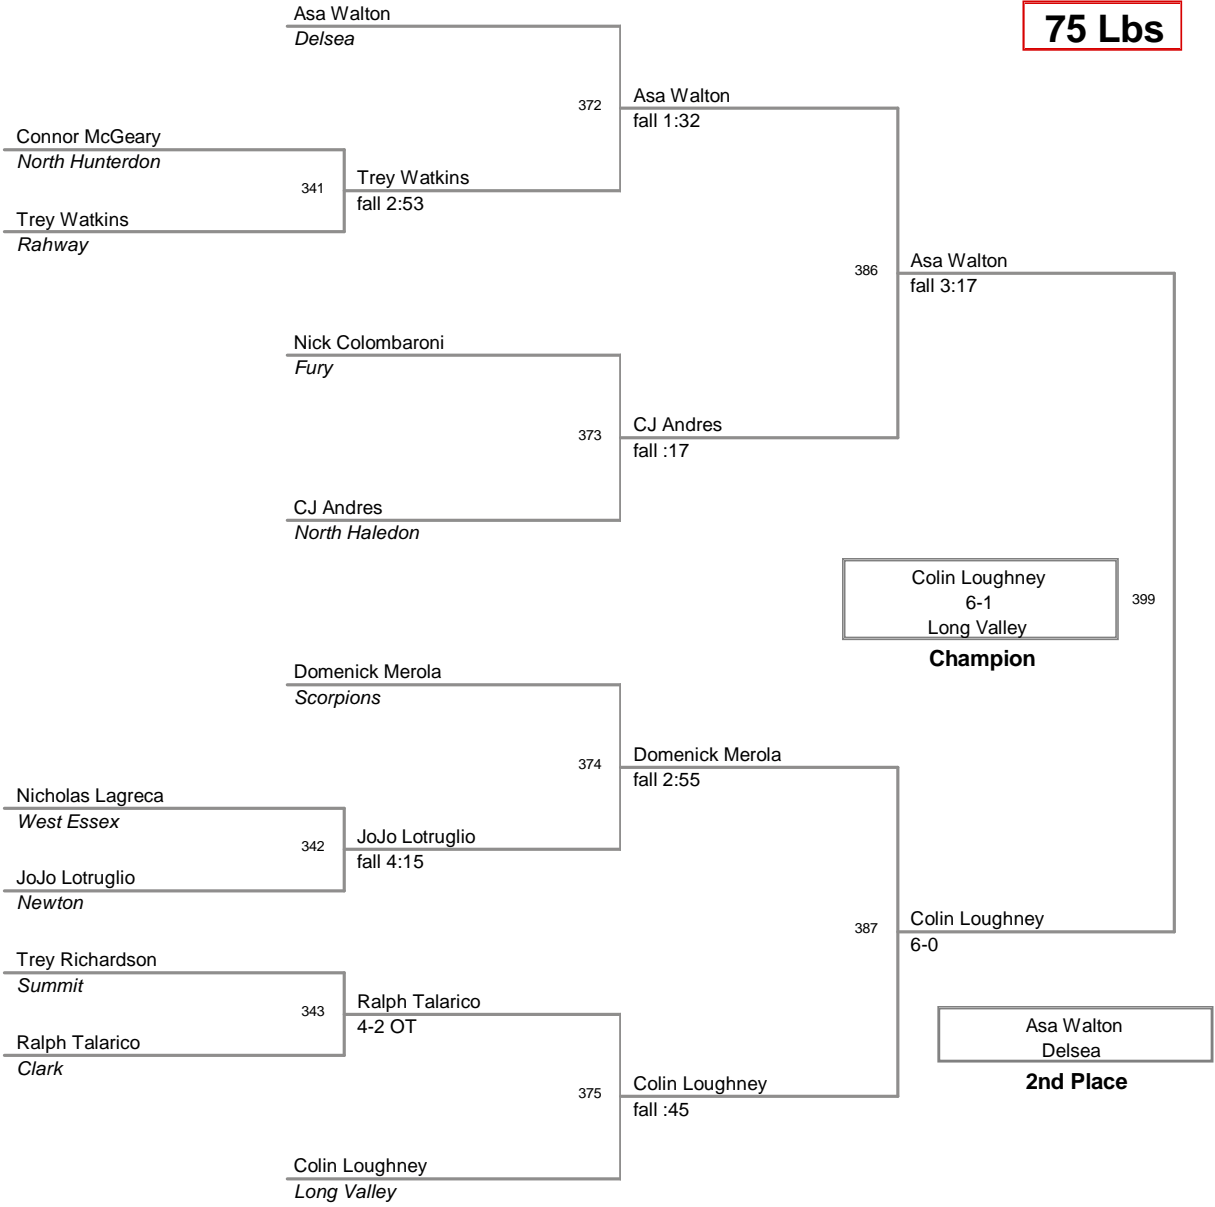 Asa Walton
Delsea
75 Lbs
372
Asa Walton
fall 1:32
Connor McGeary
North Hunterdon
341
Trey Watkins
fall 2:53
Trey Watkins
Rahway
386
Asa Walton
fall 3:17
Nick Colombaroni
Fury
373
CJ Andres
fall :17
CJ Andres
North Haledon
Colin Loughney
6-1
Long Valley
399
Champion
Domenick Merola
Scorpions
374
Domenick Merola
fall 2:55
Nicholas Lagreca
West Essex
342
JoJo Lotruglio
fall 4:15
JoJo Lotruglio
Newton
387
Colin Loughney
6-0
Trey Richardson
Summit
343
Ralph Talarico
4-2 OT
Ralph Talarico
Clark
Asa Walton
Delsea
2nd Place
375
Colin Loughney
fall :45
Colin Loughney
Long Valley